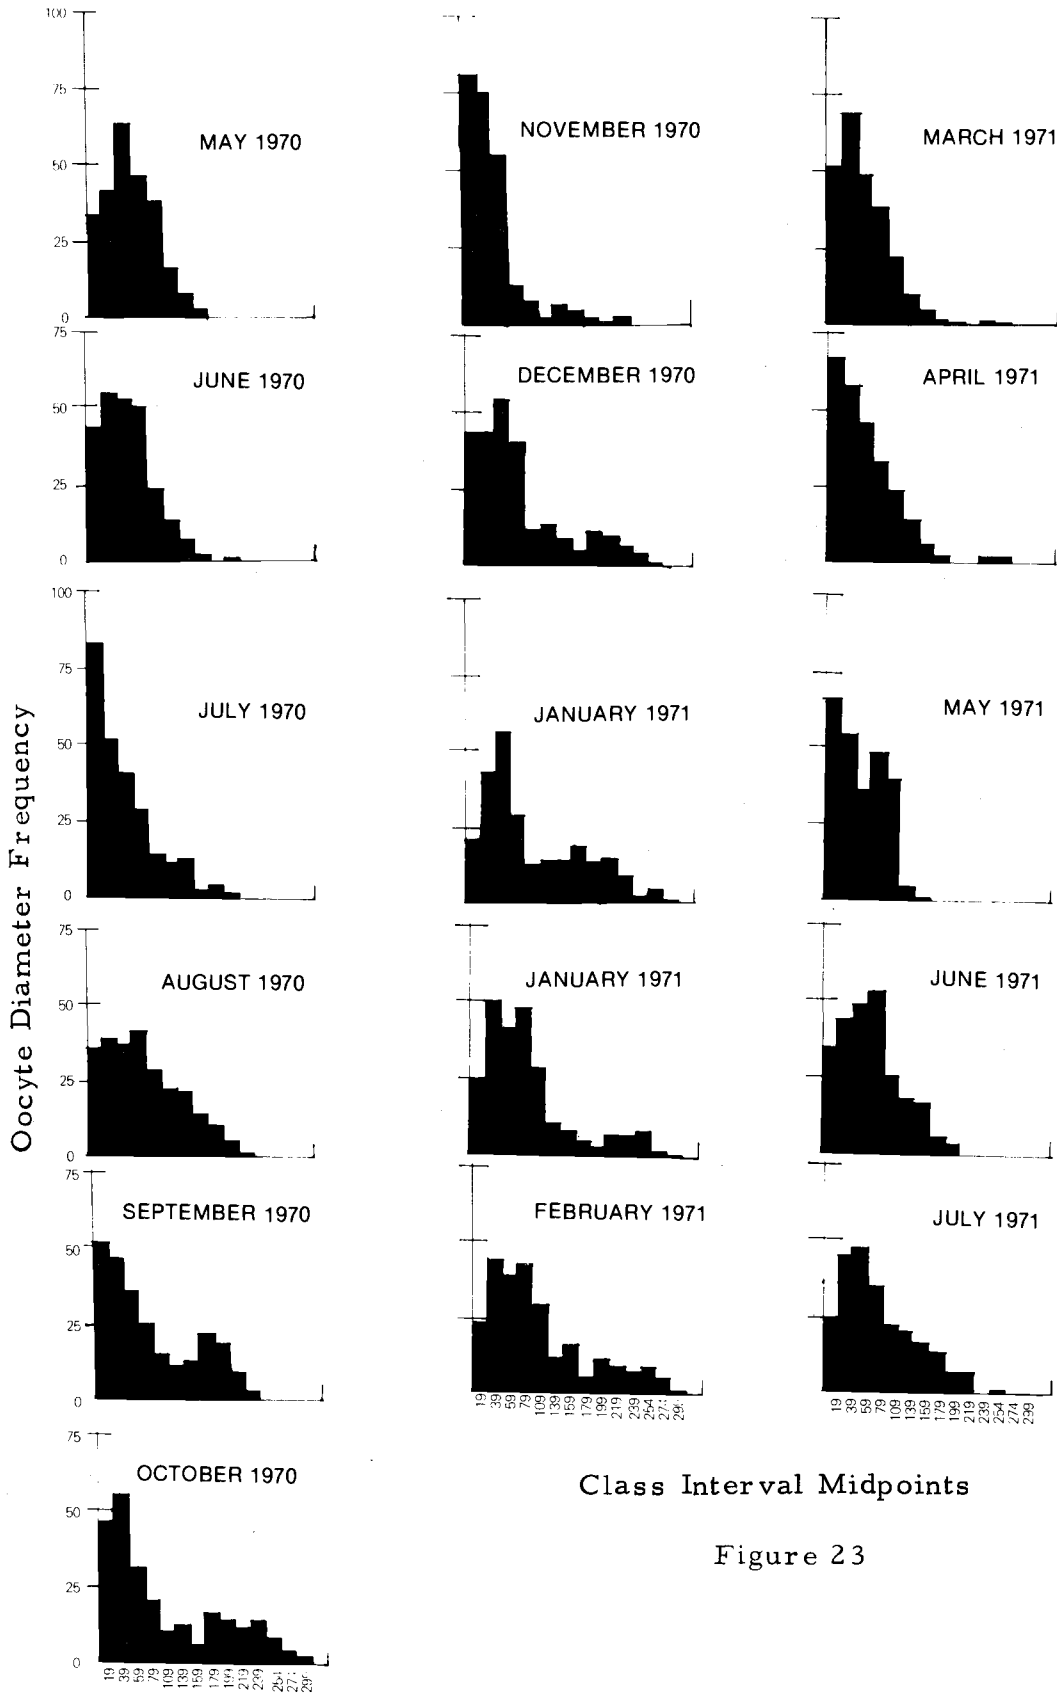 100
75
50
25
0
MAY 1970
75
50
25
0
JUNE 1970
100
75
50
25
0
JULY 1970
75
50
25
0
AUGUST 1970
75
50
25
0
SEPTEMBER 1970
75
50
25
0
OCTOBER 1970
19 39 59 79 109 139 159 179 199 219 239 254
NOVEMBER 1970
DECEMBER 1970
JANUARY 1971
JANUARY 1971
FEBRUARY 1971
19 39 59 79 109 139 159 179 199 219 239 254
MARCH 1971
APRIL 1971
MAY 1971
JUNE 1971
JULY 1971
19 39 59 79 109 139 159 179 199 219 239 254 274 299
Oocyte Diameter Frequency
Class Interval Midpoints
Figure 23